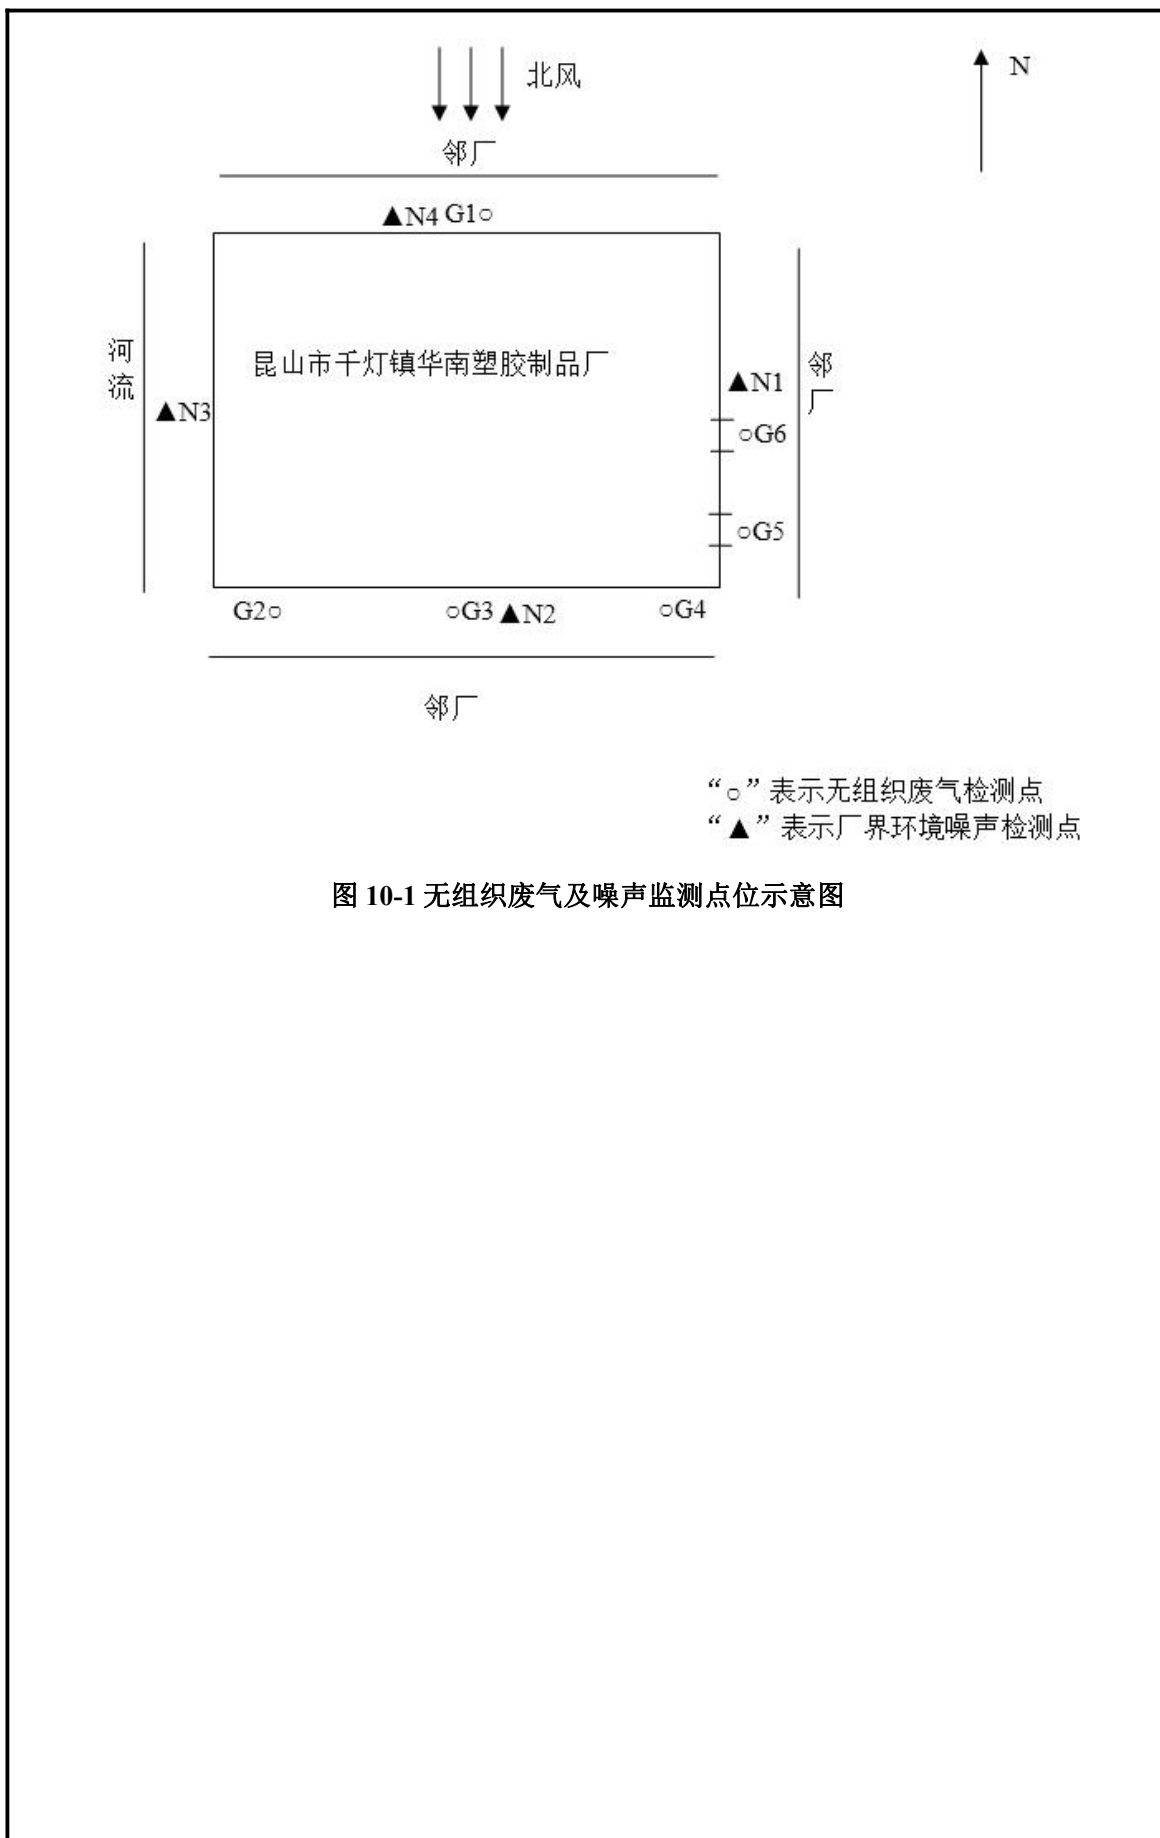 北风
N
邻厂
▲N4 G1○
河流
昆山市千灯镇华南塑胶制品厂
邻厂
▲N1
▲N3
○G6
○G5
G2○
○G3 ▲N2
○G4
邻厂
“○”表示无组织废气检测点
“▲”表示厂界环境噪声检测点
图 10-1 无组织废气及噪声监测点位示意图